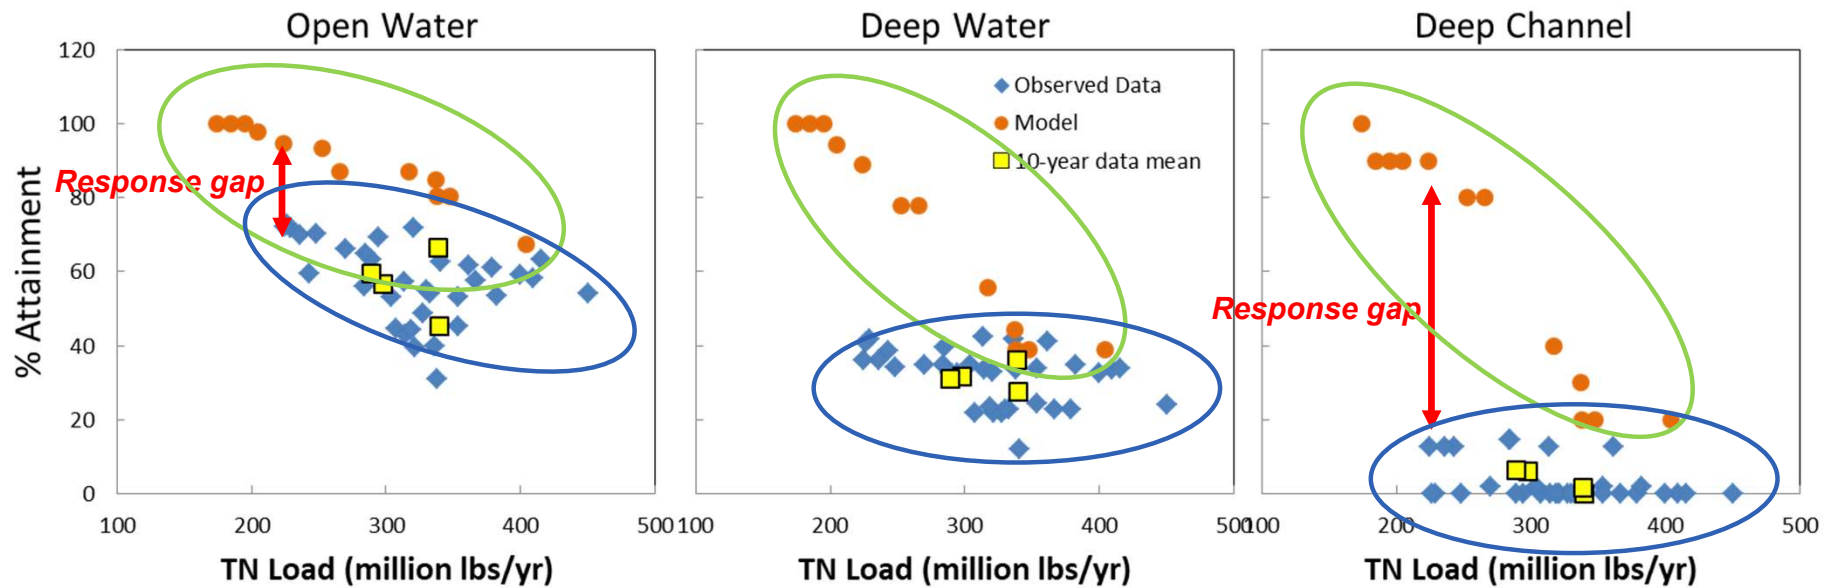 Open Water
Deep Water
Deep Channel
120
100
80
60
40
20
0
% Attainment
Response gap
Observed Data
Model
10-year data mean
Response gap
100 200 300 400 500
100 200 300 400 500
100 200 300 400 500
TN Load (million lbs/yr)
TN Load (million lbs/yr)
TN Load (million lbs/yr)